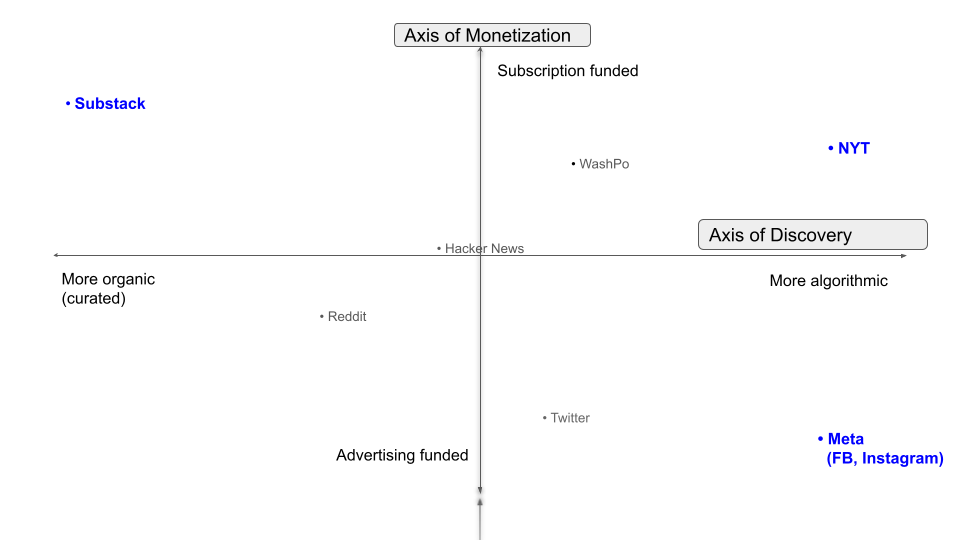 Axis of Monetization
Subscription funded
• Substack
• NYT
• WashPo
Axis of Discovery
• Hacker News
More organic
(curated)
More algorithmic
• Reddit
• Twitter
• Meta
(FB, Instagram)
Advertising funded